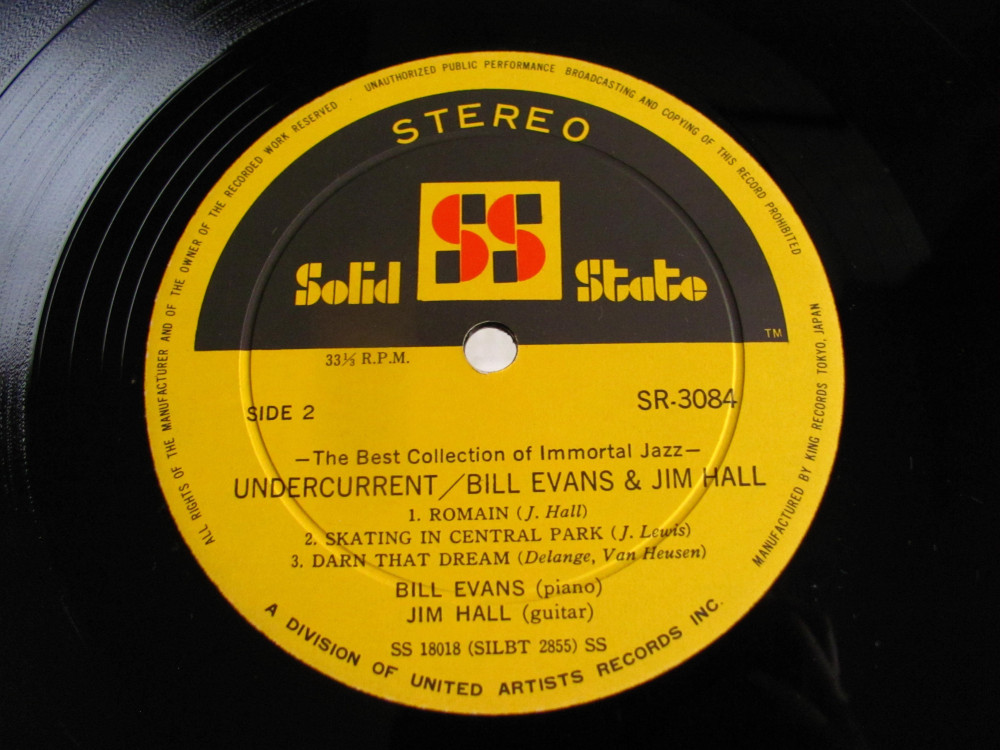 ALL RIGHTS OF THE MANUFACTURER AND OF THE OWNER OF THE RECORDED WORK RESERVED
UNAUTHORIZED PUBLIC PERFORMANCE BROADCASTING AND COPYING OF THIS RECORD PROHIBITED
STEREO
SS
Solid State
TM
33⅓ R.P.M.
SIDE 2
SR-3084
—The Best Collection of Immortal Jazz—
UNDERCURRENT/BILL EVANS & JIM HALL
1. ROMAIN (J. Hall)
2. SKATING IN CENTRAL PARK (J. Lewis)
3. DARN THAT DREAM (Delange, Van Heusen)
BILL EVANS (piano)
JIM HALL (guitar)
SS 18018 (SILBT 2855) SS
A DIVISION OF UNITED ARTISTS RECORDS INC.
MANUFACTURED BY KING RECORDS TOKYO, JAPAN